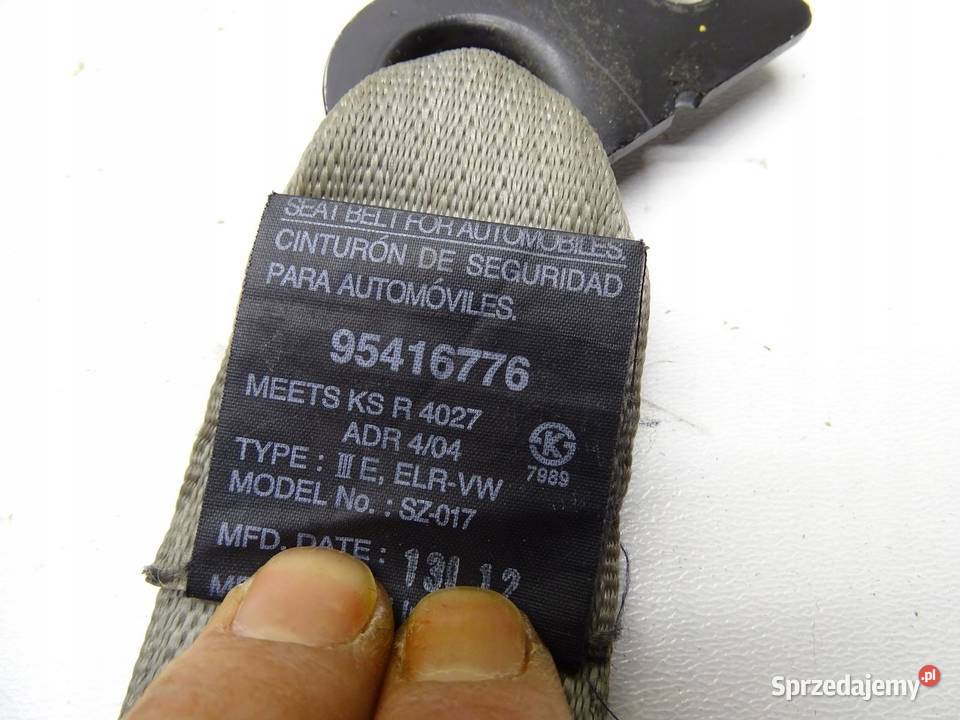 SEAT BELT FOR AUTOMOBILES.
CINTURÓN DE SEGURIDAD
PARA AUTOMÓVILES.
95416776
MEETS KS R 4027
ADR 4/04
K
7989
TYPE : III E, ELR-VW
MODEL No. : SZ-017
MFD. DATE :
12
Sprzedajemy.pl